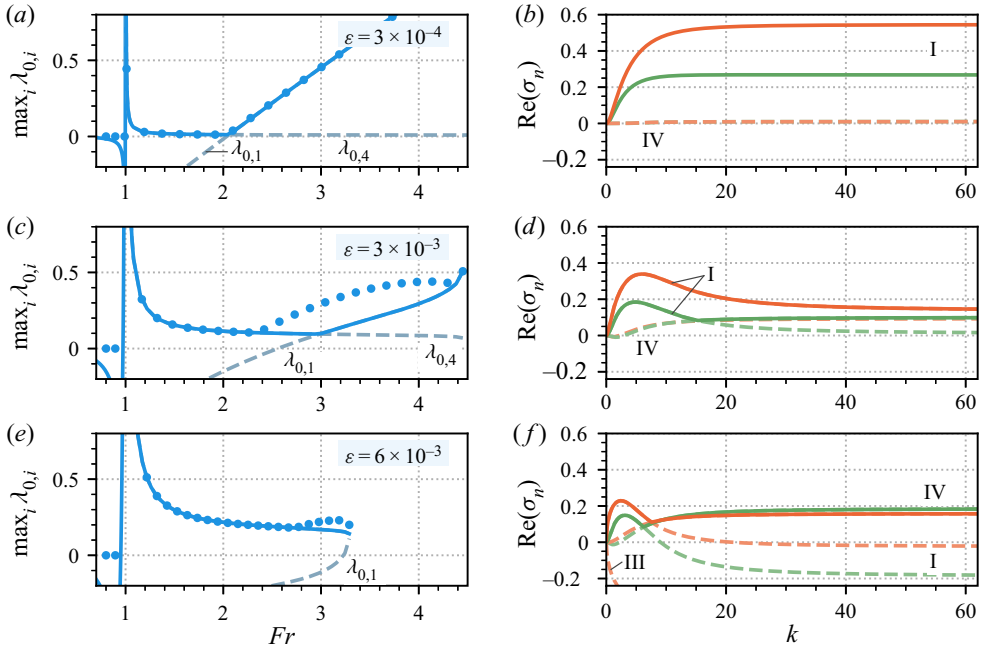 (a)
max_i λ_{0,i}
0.5
0
ε = 3 × 10⁻⁴
λ_{0,1}
λ_{0,4}
1 2 3 4
(b)
Re(σ_n)
0.6
0.4
0.2
0
–0.2
I
IV
0 20 40 60
(c)
max_i λ_{0,i}
0.5
0
ε = 3 × 10⁻³
λ_{0,1}
λ_{0,4}
1 2 3 4
(d)
Re(σ_n)
0.6
0.4
0.2
0
–0.2
I
IV
0 20 40 60
(e)
max_i λ_{0,i}
0.5
0
ε = 6 × 10⁻³
λ_{0,1}
1 2 3 4
Fr
(f)
Re(σ_n)
0.6
0.4
0.2
0
–0.2
IV
III
I
0 20 40 60
k